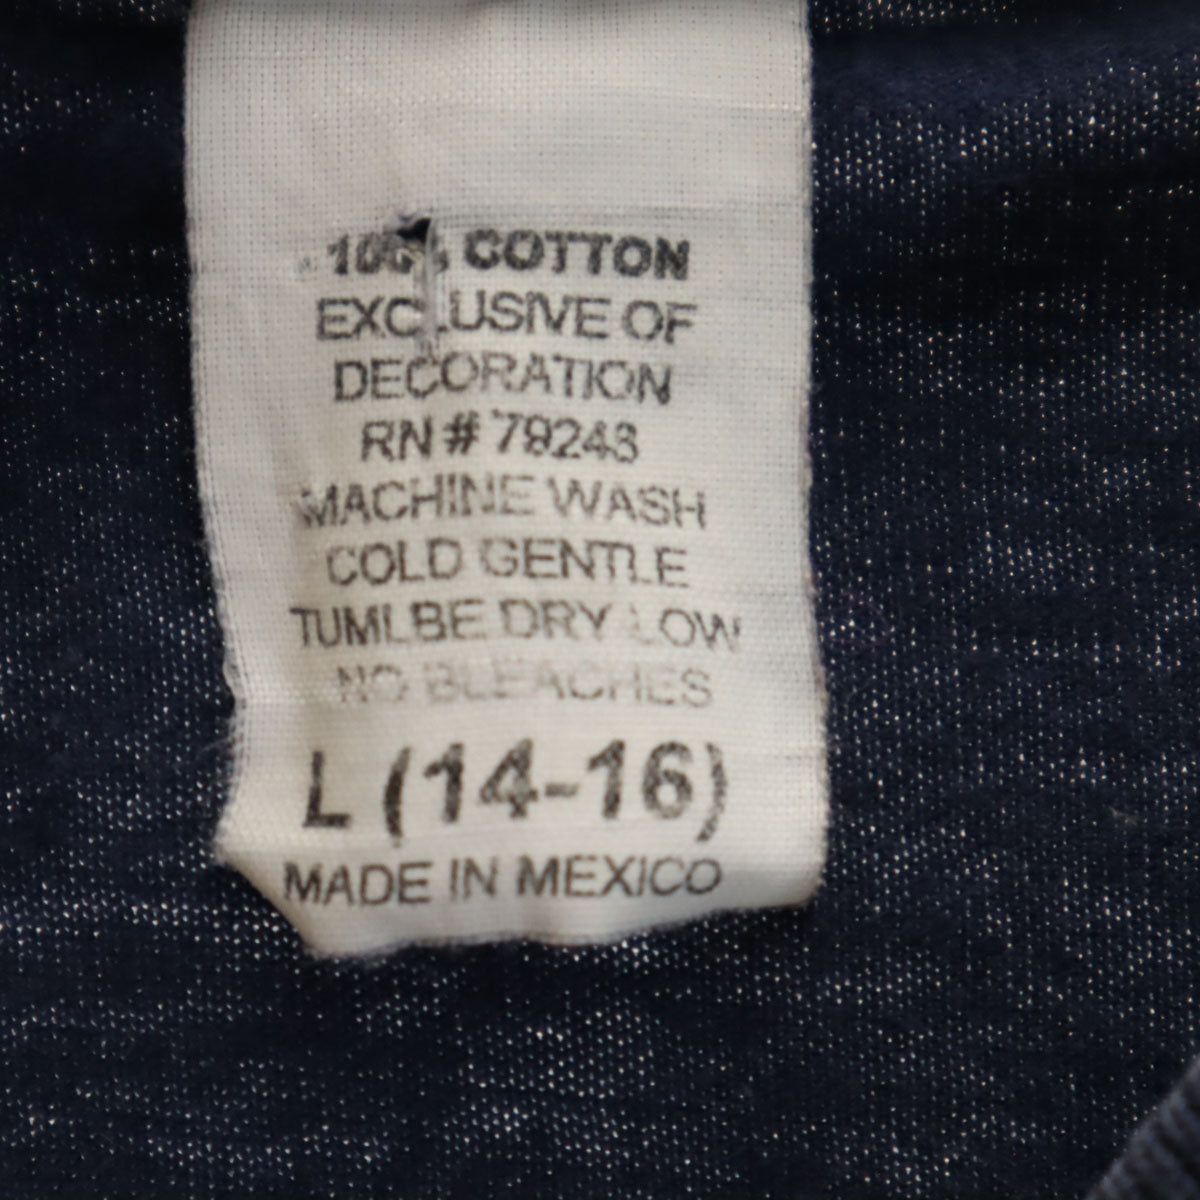 100% COTTON
EXCLUSIVE OF
DECORATION
RN # 79243
MACHINE WASH
COLD GENTLE
TUMLBE DRY LOW
NO BLEACHES
L (14-16)
MADE IN MEXICO